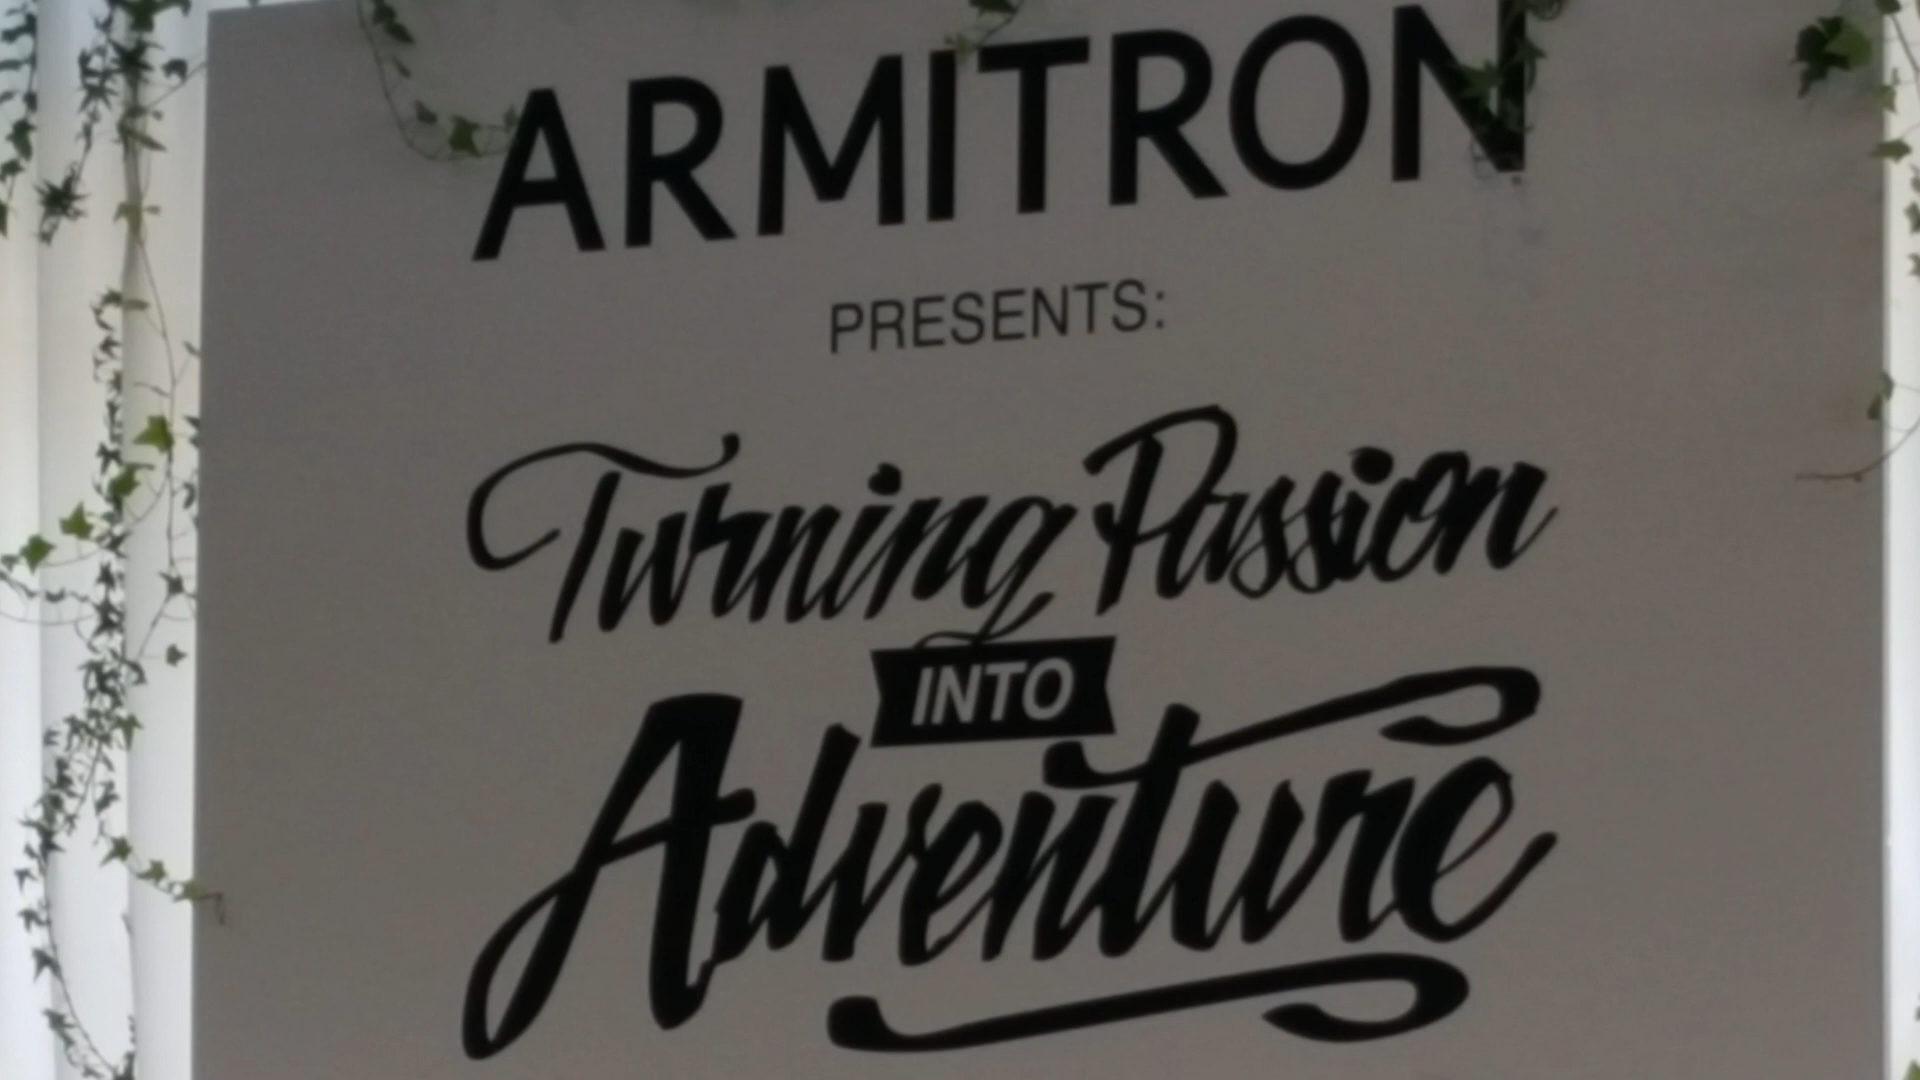 ARMITRON
PRESENTS:
Turning Passion
INTO
Adventure